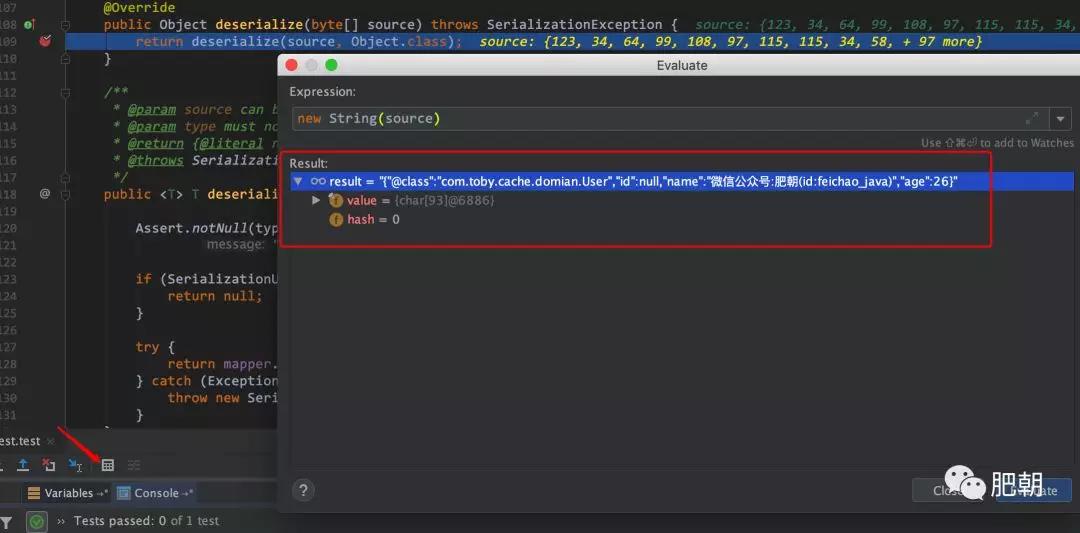 107
@Override
108 public Object deserialize(byte[] source) throws SerializationException { source: {123, 34, 64, 99, 108, 97, 115, 115, 34,
109 return deserialize(source, Object.class); source: {123, 34, 64, 99, 108, 97, 115, 115, 34, 58, + 97 more}
110 }
111
112 /**
113 * @param source can b
114 * @param type must no
115 * @return {@literal n
116 * @throws Serializati
117 */
118 @ public <T> T deserial
119
120 Assert.notNull(typ
121 message: "
122
123 if (SerializationU
124 return null;
125 }
126
127 try {
128 return mapper.
129 } catch (Exception
130 throw new Seri
131 }
Evaluate
Expression:
new String(source)
Use ⇧⌘⏎ to add to Watches
Result:
result = "{"@class":"com.toby.cache.domian.User","id":null,"name":"微信公众号:肥朝(id:feichao_java)","age":26}"
value = {char[93]@6886}
hash = 0
est.test ×
Variables →*
Console →*
?
Evaluate
肥朝
>> Tests passed: 0 of 1 test